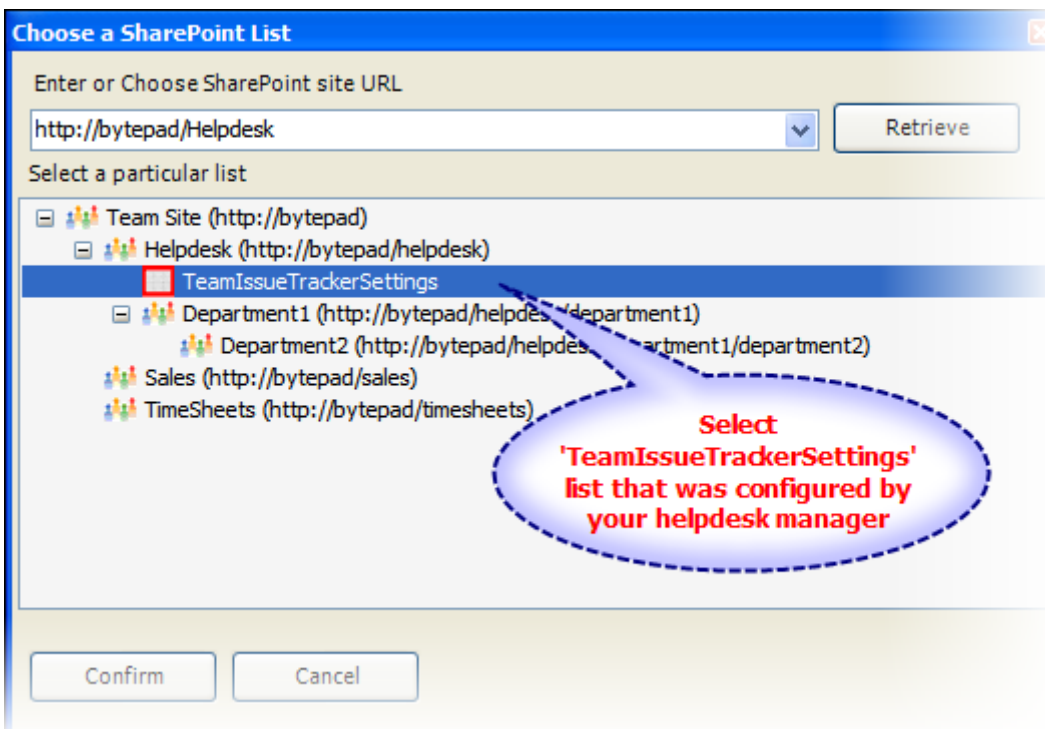 Choose a SharePoint List
Enter or Choose SharePoint site URL
http://bytepad/Helpdesk
Retrieve
Select a particular list
Team Site (http://bytepad)
Helpdesk (http://bytepad/helpdesk)
TeamIssueTrackerSettings
Department1 (http://bytepad/helpdesk/department1)
Department2 (http://bytepad/helpdesk/department1/department2)
Sales (http://bytepad/sales)
TimeSheets (http://bytepad/timesheets)
Select
'TeamIssueTrackerSettings'
list that was configured by
your helpdesk manager
Confirm
Cancel